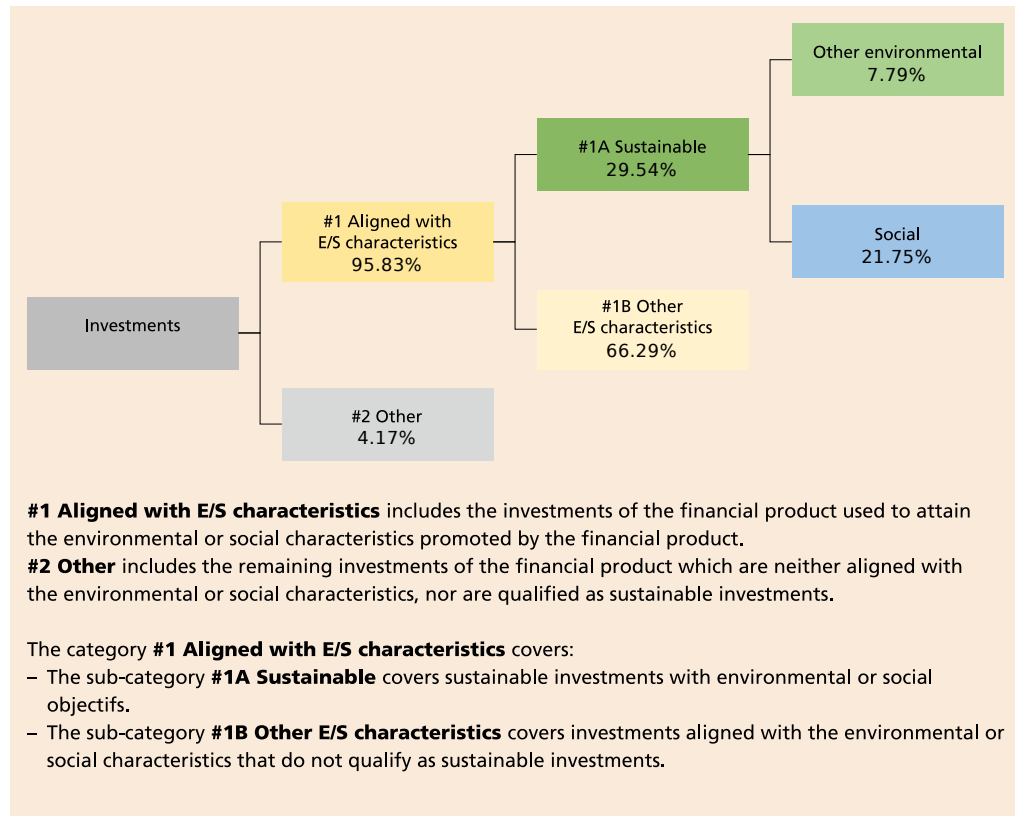 Other environmental
7.79%
#1A Sustainable
29.54%
#1 Aligned with
E/S characteristics
95.83%
Social
21.75%
Investments
#1B Other
E/S characteristics
66.29%
#2 Other
4.17%
#1 Aligned with E/S characteristics includes the investments of the financial product used to attain
the environmental or social characteristics promoted by the financial product.
#2 Other includes the remaining investments of the financial product which are neither aligned with
the environmental or social characteristics, nor are qualified as sustainable investments.
The category #1 Aligned with E/S characteristics covers:
– The sub-category #1A Sustainable covers sustainable investments with environmental or social
objectifs.
– The sub-category #1B Other E/S characteristics covers investments aligned with the environmental or
social characteristics that do not qualify as sustainable investments.